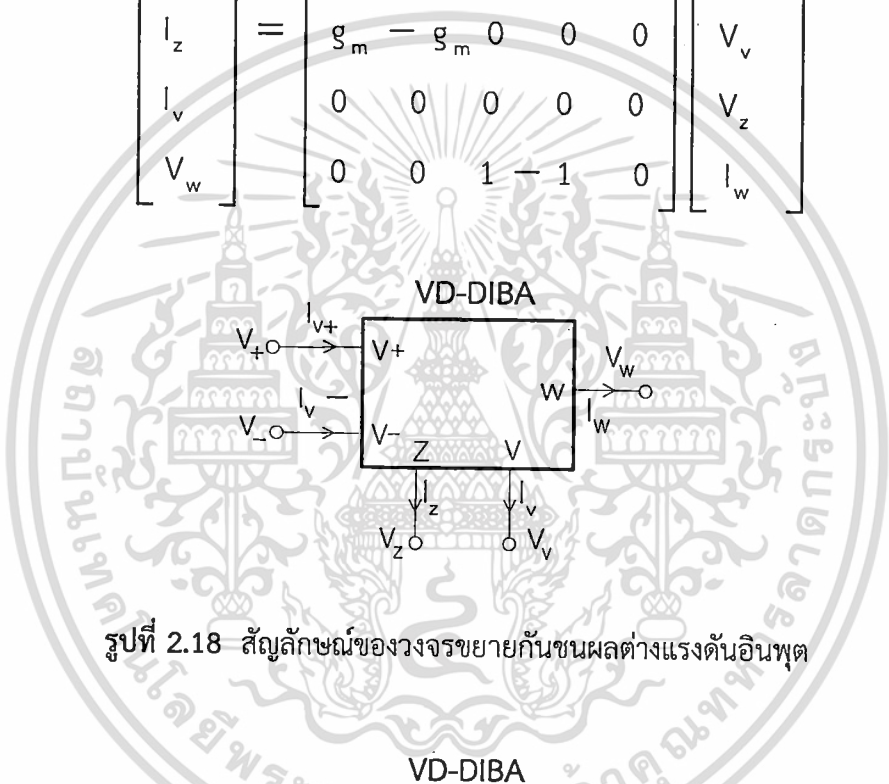 I_z = g_m − g_m 0 0 0 V_v
I_v 0 0 0 0 0 V_z
V_w 0 0 1 − 1 0 I_w
VD-DIBA
I_v+
V_+ V+
V_w
I_v − W
I_w
V_- V-
Z V
I_z I_v
V_z V_v
รูปที่ 2.18 สัญลักษณ์ของวงจรขยายกันชนผลต่างแรงดันอินพุต
VD-DIBA